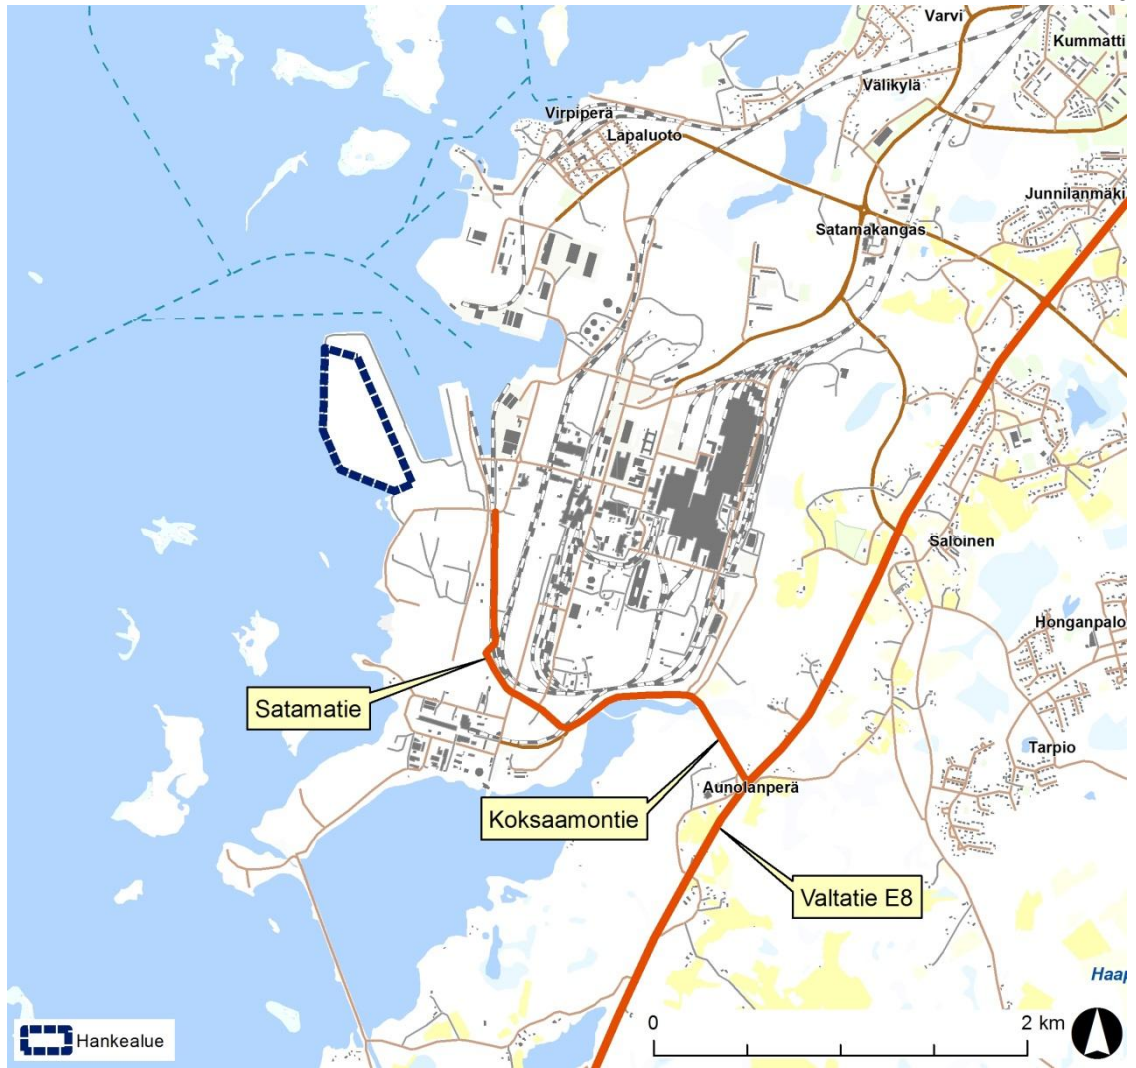 Varvi
Kummatti
Välikylä
Virpiperä
Lapaluoto
Junnilanmäki
Satamakangas
Saloinen
Honganpalo
Satamatie
Tarpio
Aunolanperä
Koksaamontie
Valtatie E8
Haap
0
2 km
Hankealue